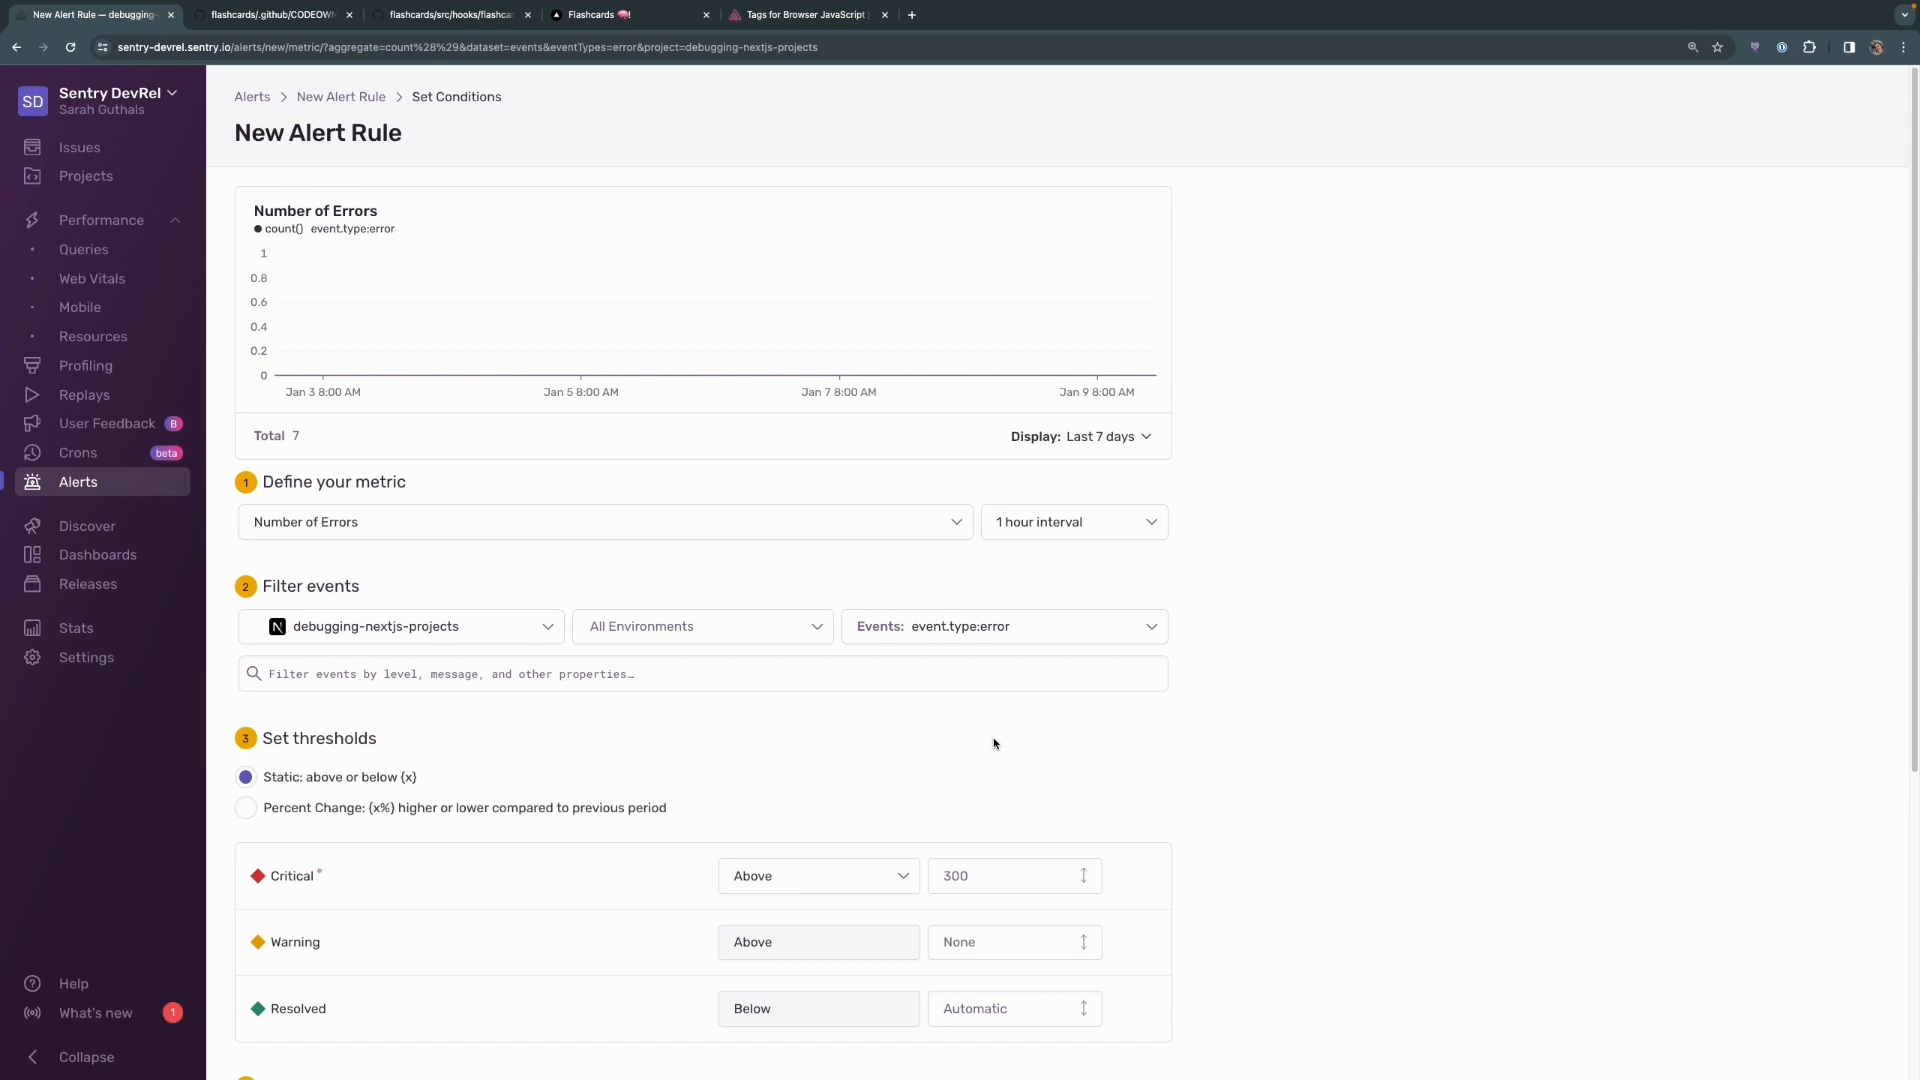 New Alert Rule — debugging-
flashcards/.github/CODEOW
flashcards/src/hooks/flashcar
Flashcards 🧠!
Tags for Browser JavaScript
sentry-devrel.sentry.io/alerts/new/metric/?aggregate=count%28%29&dataset=events&eventTypes=error&project=debugging-nextjs-projects
SD
Sentry DevRel
Sarah Guthals
Issues
Projects
Performance
Queries
Web Vitals
Mobile
Resources
Profiling
Replays
User Feedback B
Crons beta
Alerts
Discover
Dashboards
Releases
Stats
Settings
Help
What's new 1
Collapse
Alerts > New Alert Rule > Set Conditions
New Alert Rule
Number of Errors
count() event.type:error
1
0.8
0.6
0.4
0.2
0
Jan 3 8:00 AM Jan 5 8:00 AM Jan 7 8:00 AM Jan 9 8:00 AM
Total 7
Display: Last 7 days
1 Define your metric
Number of Errors
1 hour interval
2 Filter events
N debugging-nextjs-projects
All Environments
Events: event.type:error
Filter events by level, message, and other properties…
3 Set thresholds
Static: above or below {x}
Percent Change: {x%} higher or lower compared to previous period
Critical * Above 300
Warning Above None
Resolved Below Automatic